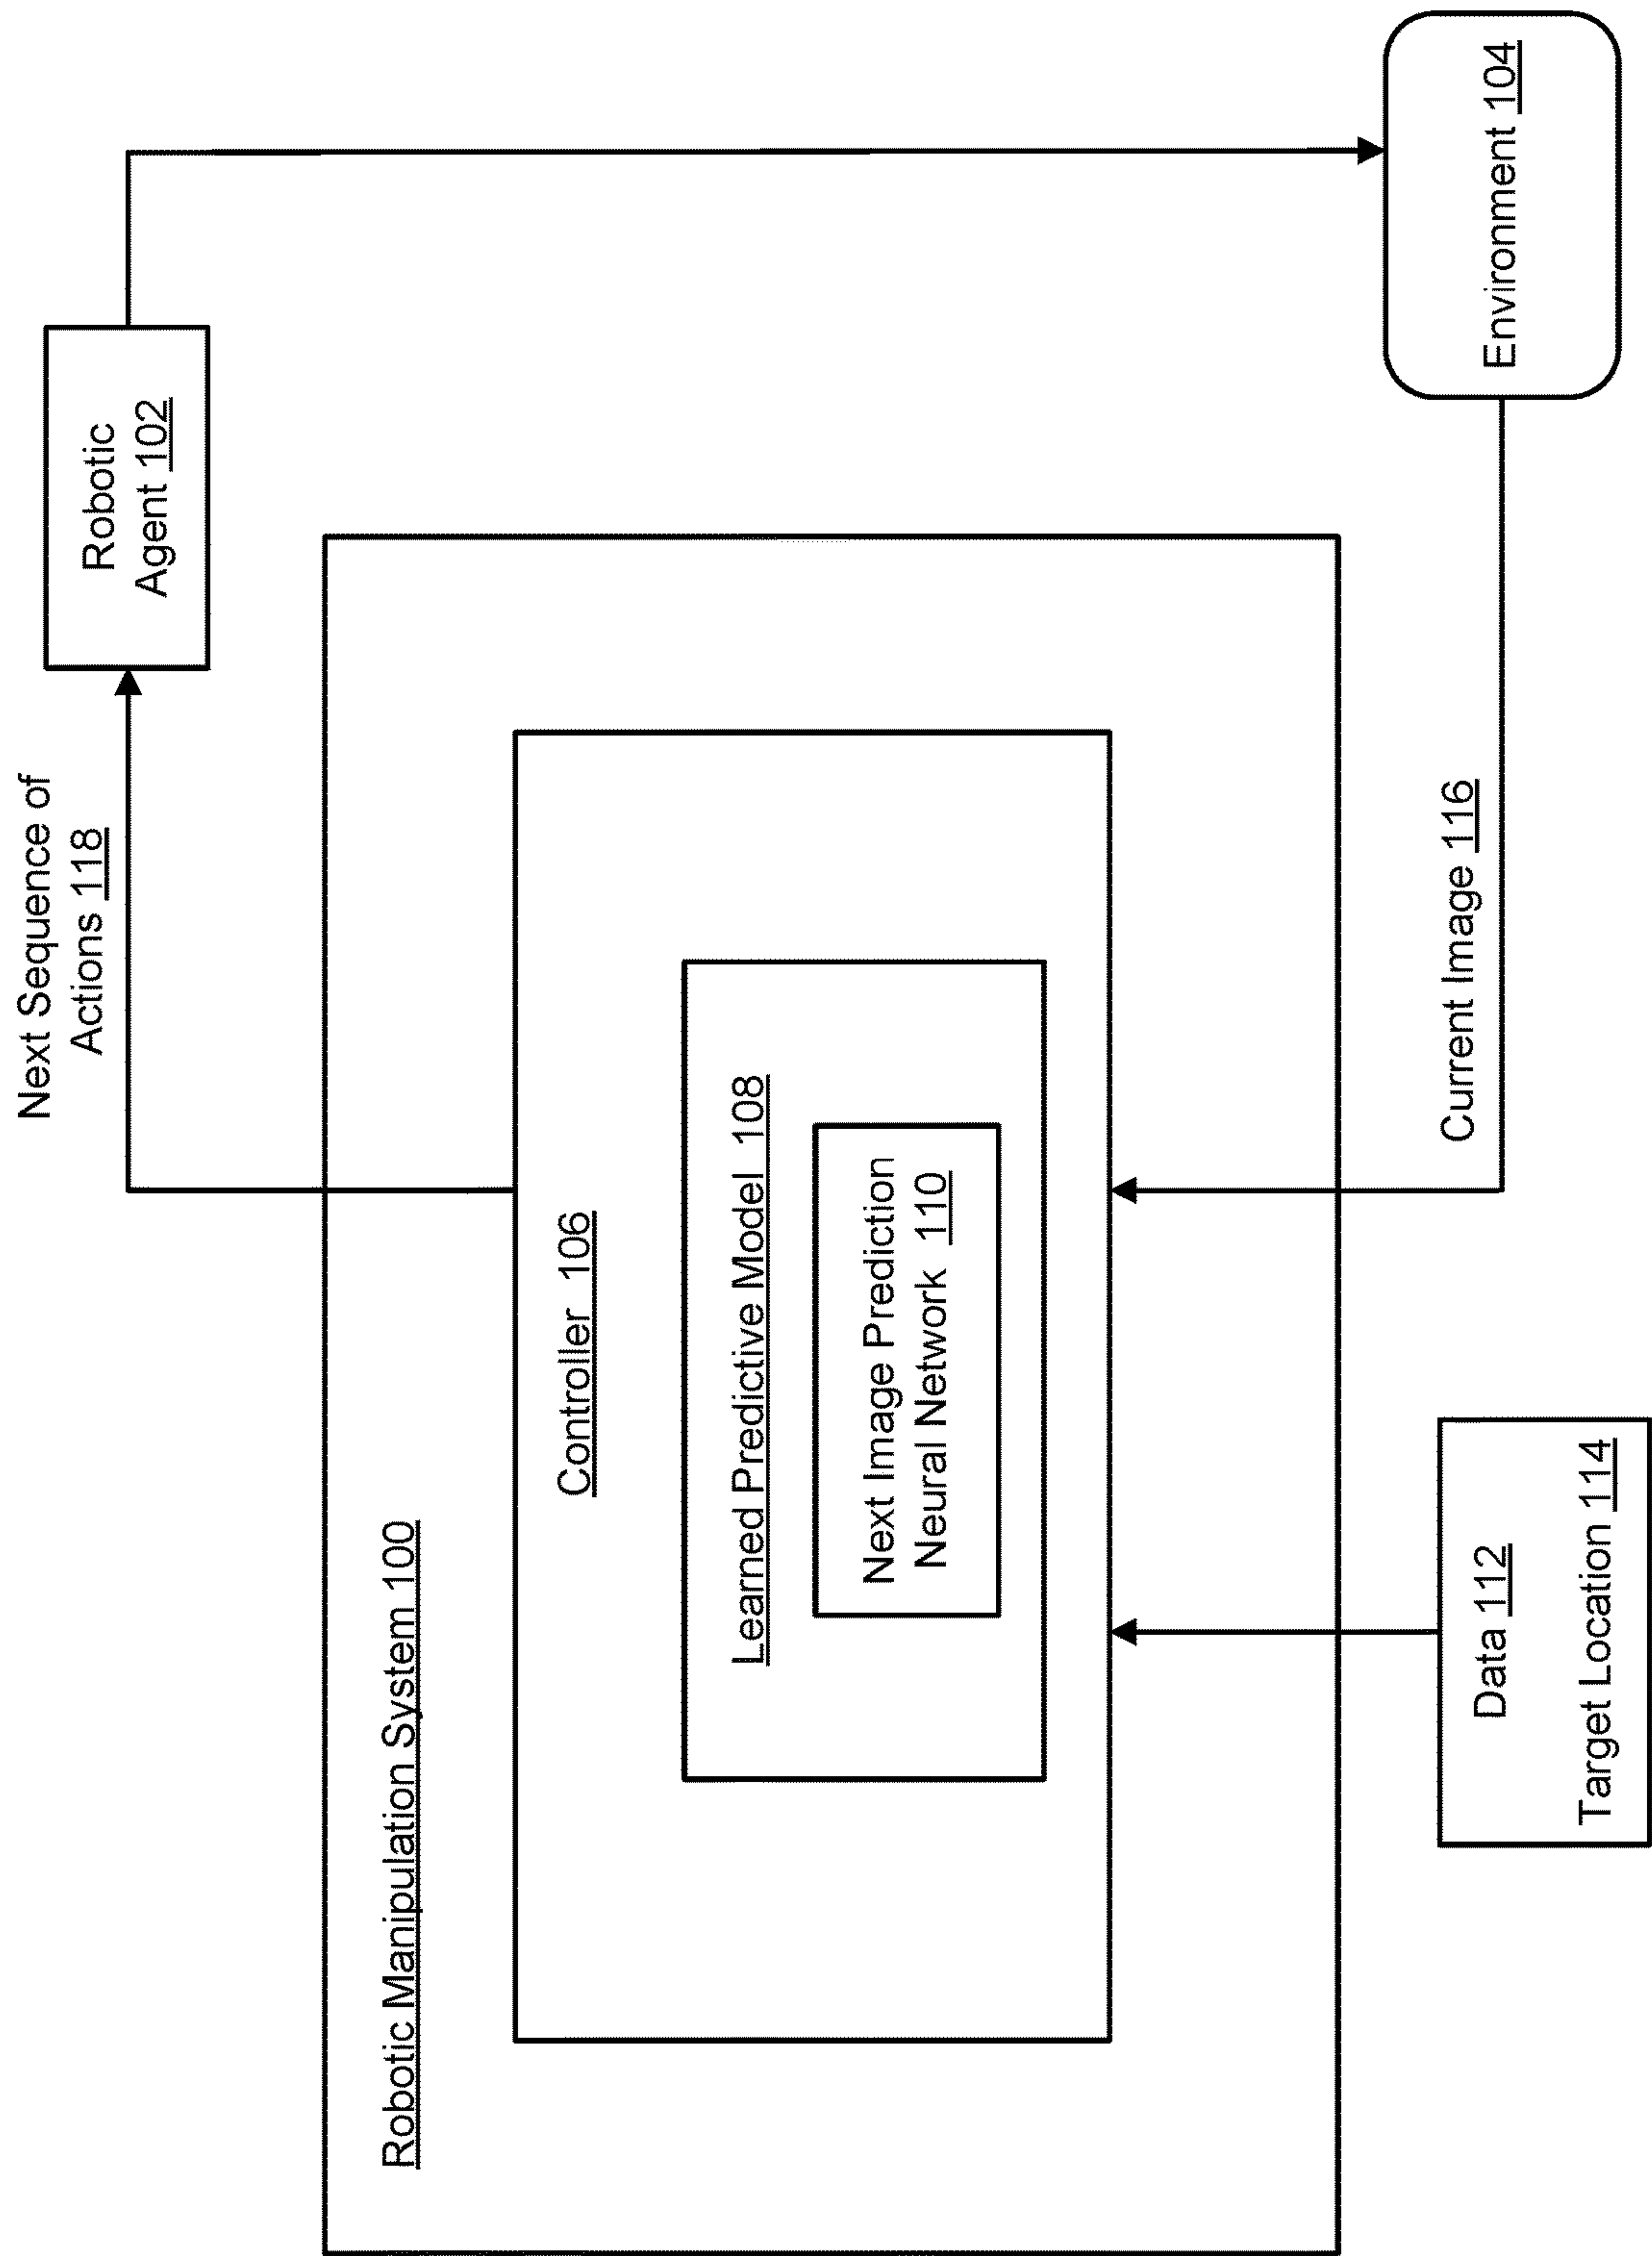 Next Sequence of
Actions 118
Robotic
Agent 102
Robotic Manipulation System 100
Controller 106
Learned Predictive Model 108
Next Image Prediction
Neural Network 110
Current Image 116
Environment 104
Data 112
Target Location 114